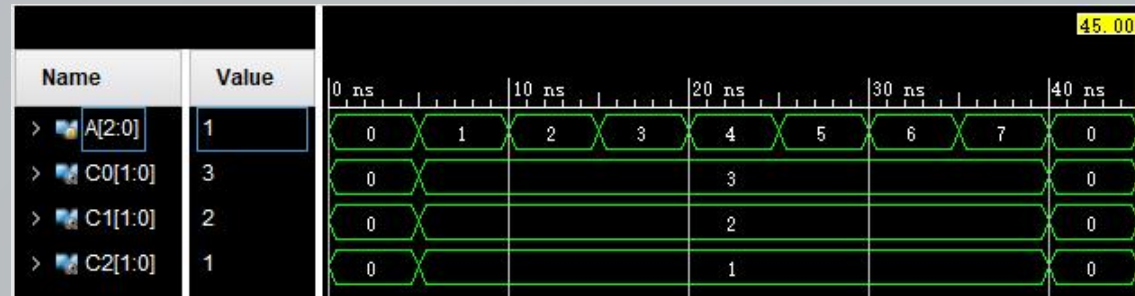 45.00
Name Value 0 ns 10 ns 20 ns 30 ns 40 ns
> A[2:0] 1 0 1 2 3 4 5 6 7 0
> C0[1:0] 3 0 3 0
> C1[1:0] 2 0 2 0
> C2[1:0] 1 0 1 0